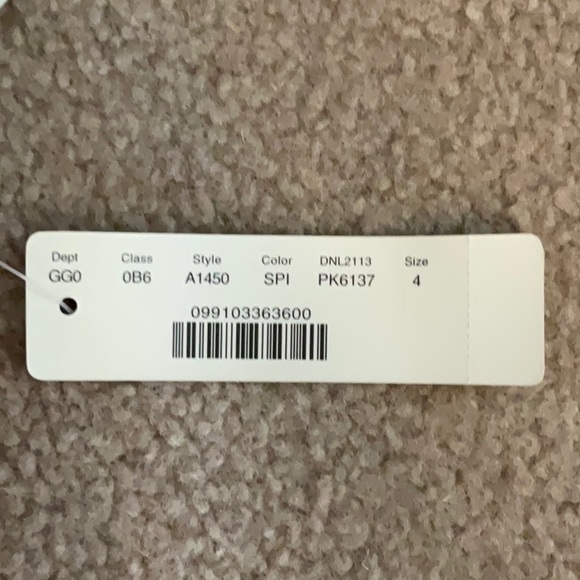 Dept Class Style Color DNL2113 Size
GG0 0B6 A1450 SPI PK6137 4
099103363600